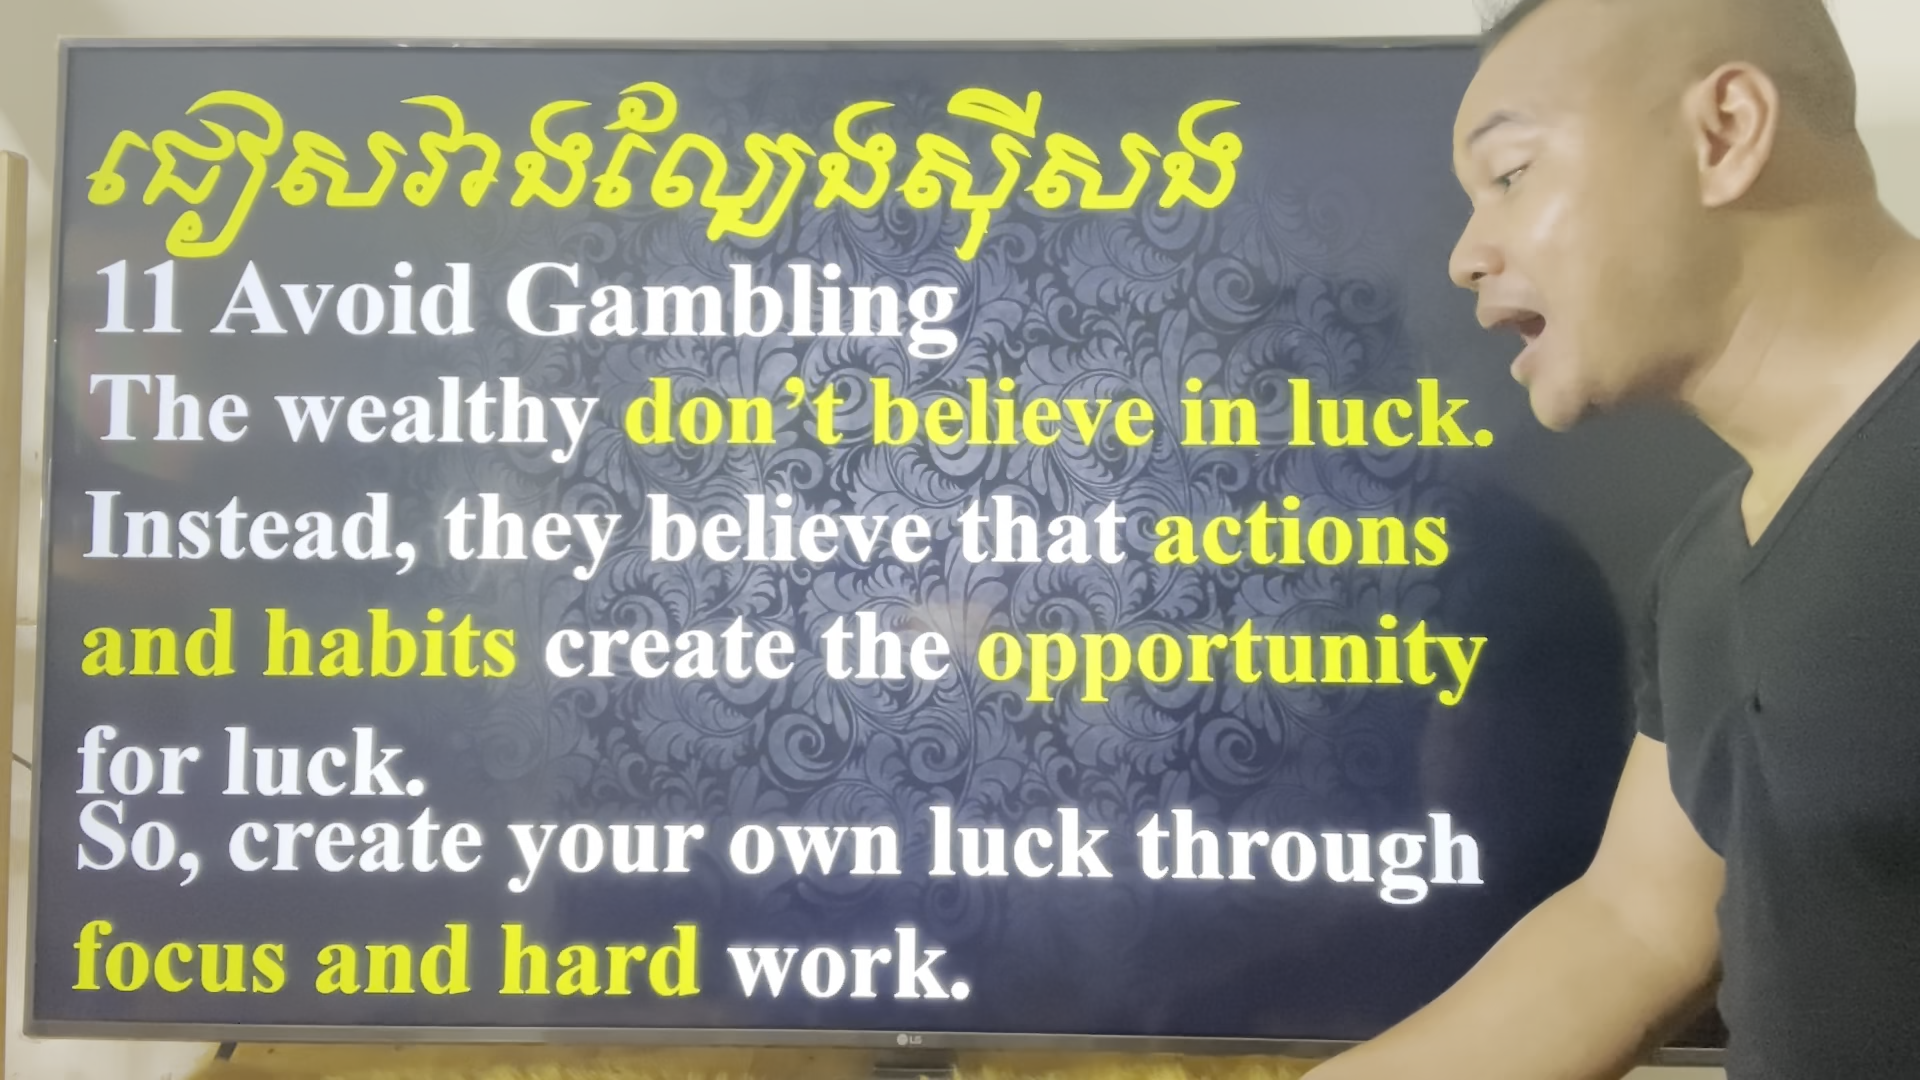 ជៀសវាងល្បែងស៊ីសង
11 Avoid Gambling
The wealthy don’t believe in luck.
Instead, they believe that actions
and habits create the opportunity
for luck.
So, create your own luck through
focus and hard work.
LG